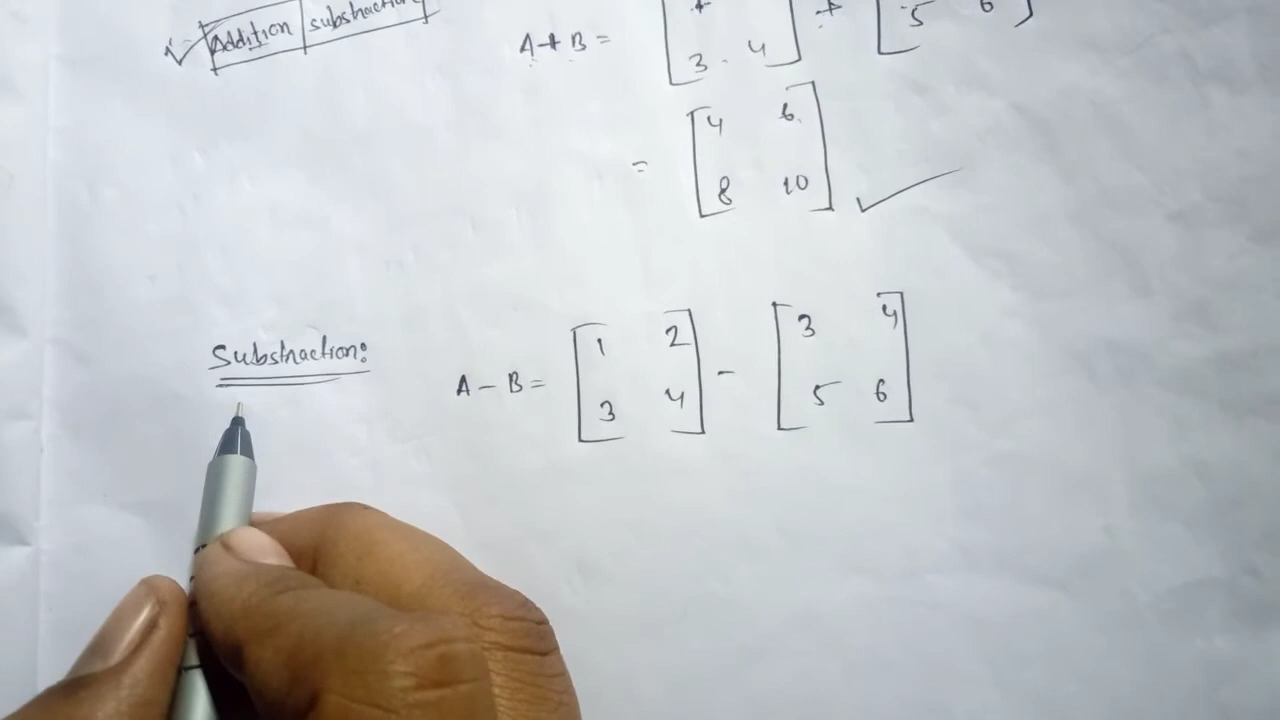 Addition substraction
A+B= + 5 6
3 4
4 6
= 8 10
Substraction:
A-B= 1 2 - 3 4
3 4 5 6